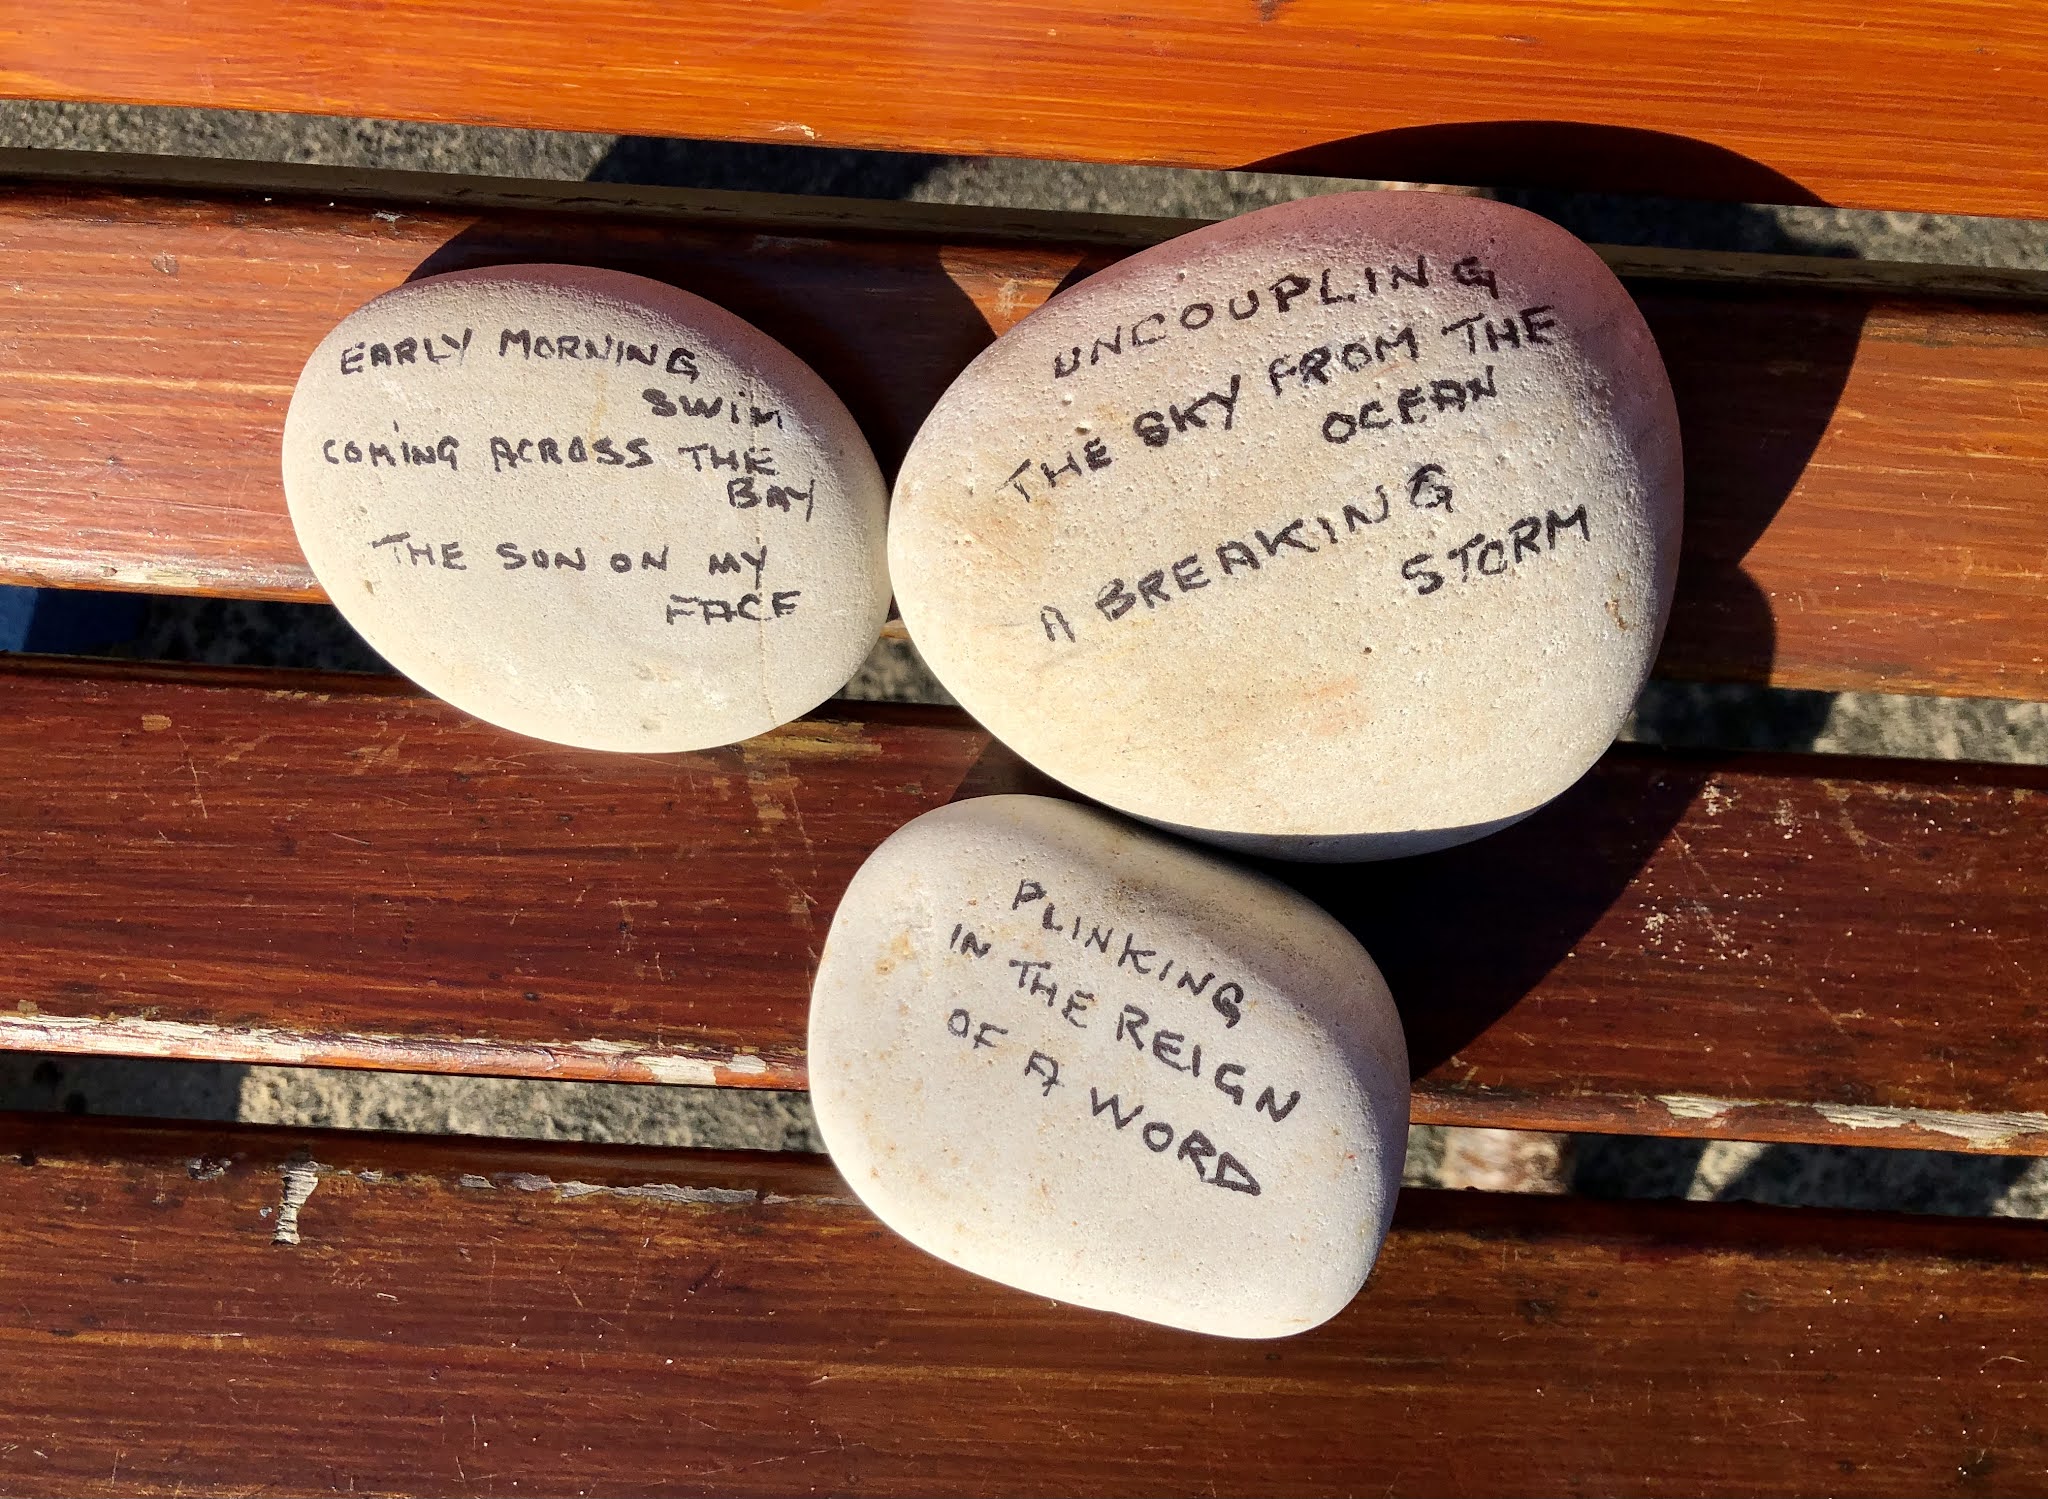 EARLY MORNING
SWIM
COMING ACROSS THE
BAY
THE SUN ON MY
FACE
UNCOUPLING
THE SKY FROM THE
OCEAN
A BREAKING
STORM
PLINKING
IN THE REIGN
OF A WORD